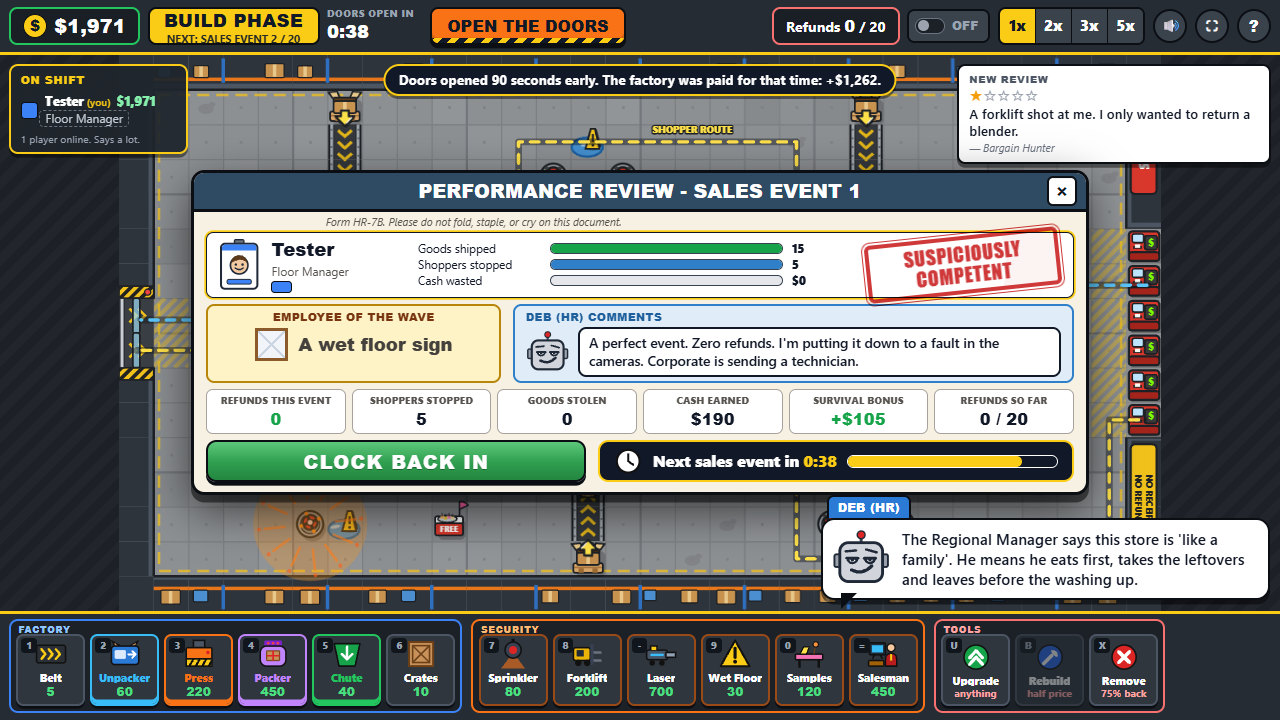 $ $1,971
BUILD PHASE
NEXT: SALES EVENT 2 / 20
DOORS OPEN IN
0:38
OPEN THE DOORS
Refunds 0 / 20
OFF
1x 2x 3x 5x
?
ON SHIFT
Tester (you) $1,971
Floor Manager
1 player online. Says a lot.
Doors opened 90 seconds early. The factory was paid for that time: +$1,262.
NEW REVIEW
★☆☆☆☆
A forklift shot at me. I only wanted to return a
blender.
— Bargain Hunter
SHOPPER ROUTE
PERFORMANCE REVIEW - SALES EVENT 1
×
Form HR-7B. Please do not fold, staple, or cry on this document.
Tester
Floor Manager
Goods shipped 15
Shoppers stopped 5
Cash wasted $0
SUSPICIOUSLY
COMPETENT
EMPLOYEE OF THE WAVE
A wet floor sign
DEB (HR) COMMENTS
A perfect event. Zero refunds. I'm putting it down to a fault in the
cameras. Corporate is sending a technician.
REFUNDS THIS EVENT
0
SHOPPERS STOPPED
5
GOODS STOLEN
0
CASH EARNED
$190
SURVIVAL BONUS
+$105
REFUNDS SO FAR
0 / 20
CLOCK BACK IN
Next sales event in 0:38
FREE
DEB (HR)
The Regional Manager says this store is 'like a
family'. He means he eats first, takes the leftovers
and leaves before the washing up.
FACTORY
1 Belt 5
2 Unpacker 60
3 Press 220
4 Packer 450
5 Chute 40
6 Crates 10
SECURITY
7 Sprinkler 80
8 Forklift 200
- Laser 700
9 Wet Floor 30
0 Samples 120
= Salesman 450
TOOLS
U Upgrade anything
B Rebuild half price
X Remove 75% back